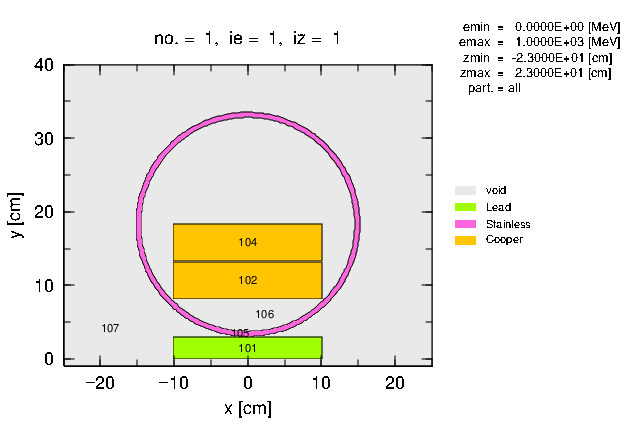 no. = 1, ie = 1, iz = 1
emin = 0.0000E+00 [MeV]
emax = 1.0000E+03 [MeV]
zmin = -2.3000E+01 [cm]
zmax = 2.3000E+01 [cm]
part. = all
void
Lead
Stainless
Cooper
y [cm]
40
30
20
10
0
104
102
106
107
105
101
−20
−10
0
10
20
x [cm]